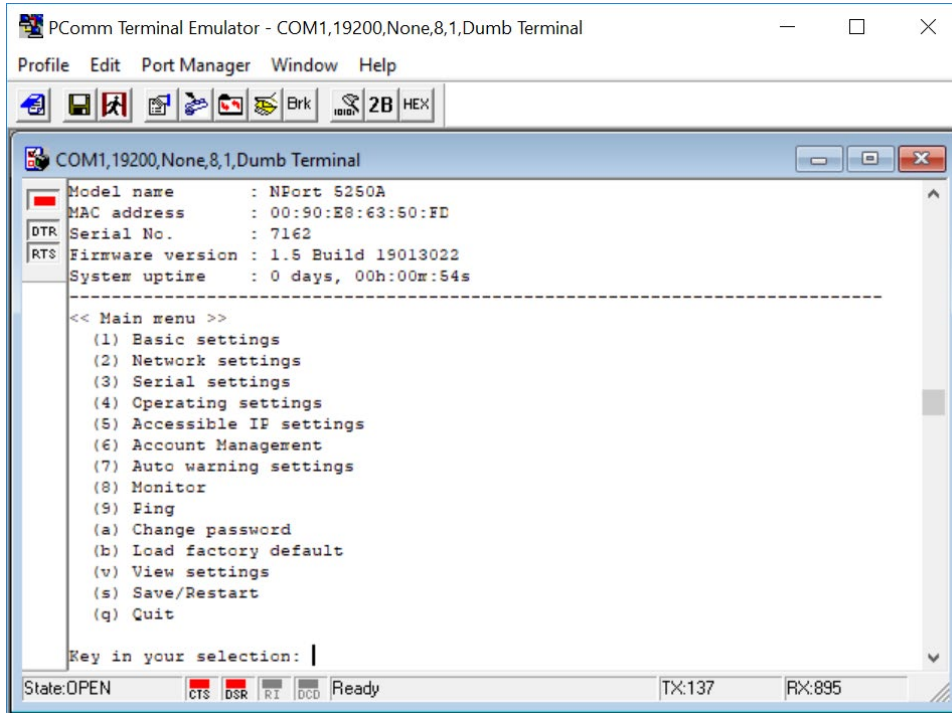 PComm Terminal Emulator - COM1,19200,None,8,1,Dumb Terminal
Profile Edit Port Manager Window Help
Brk 2B HEX
COM1,19200,None,8,1,Dumb Terminal
Model name : NPort 5250A
MAC address : 00:90:E8:63:50:FD
DTR Serial No. : 7162
RTS Firmware version : 1.5 Build 19013022
System uptime : 0 days, 00h:00m:54s
--------------------------------------------------------------------------------
<< Main menu >>
(1) Basic settings
(2) Network settings
(3) Serial settings
(4) Operating settings
(5) Accessible IP settings
(6) Account Management
(7) Auto warning settings
(8) Monitor
(9) Ping
(a) Change password
(b) Load factory default
(v) View settings
(s) Save/Restart
(q) Quit
Key in your selection:
State:OPEN CTS DSR RI DCD Ready TX:137 RX:895